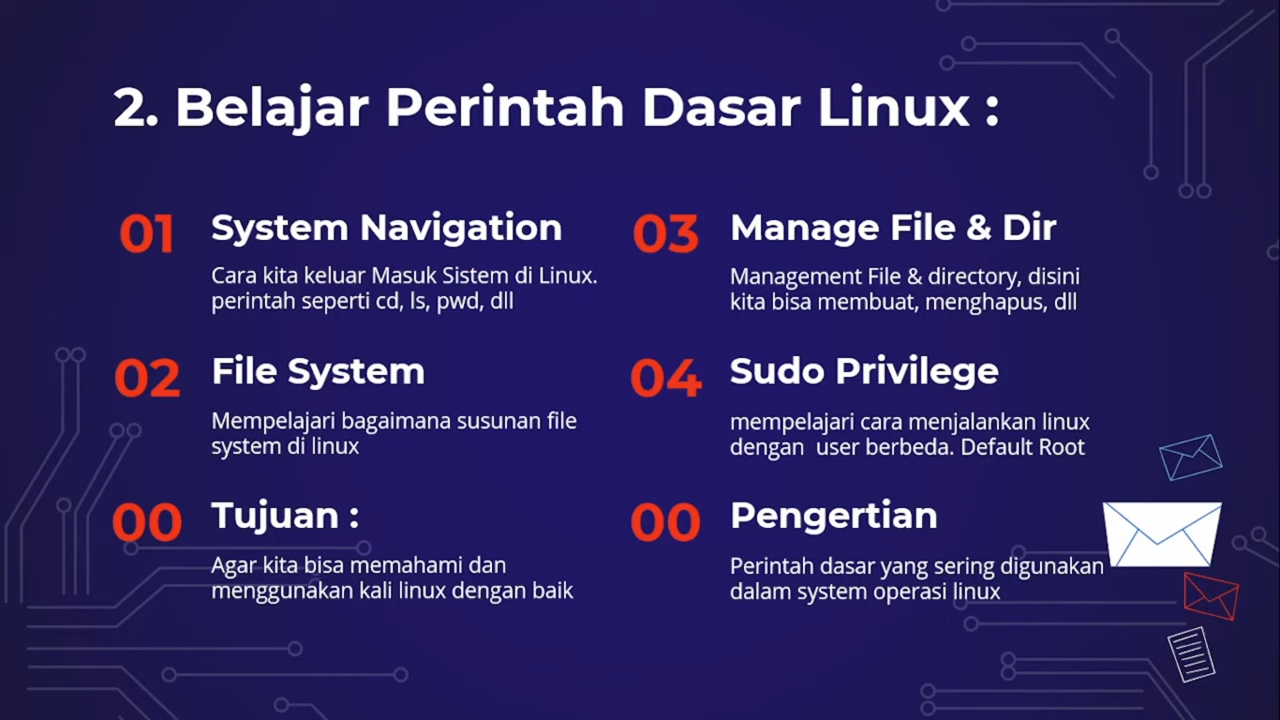 2. Belajar Perintah Dasar Linux :
01
System Navigation
Cara kita keluar Masuk Sistem di Linux.
perintah seperti cd, ls, pwd, dll
02
File System
Mempelajari bagaimana susunan file
system di linux
00
Tujuan :
Agar kita bisa memahami dan
menggunakan kali linux dengan baik
03
Manage File & Dir
Management File & directory, disini
kita bisa membuat, menghapus, dll
04
Sudo Privilege
mempelajari cara menjalankan linux
dengan  user berbeda. Default Root
00
Pengertian
Perintah dasar yang sering digunakan
dalam system operasi linux